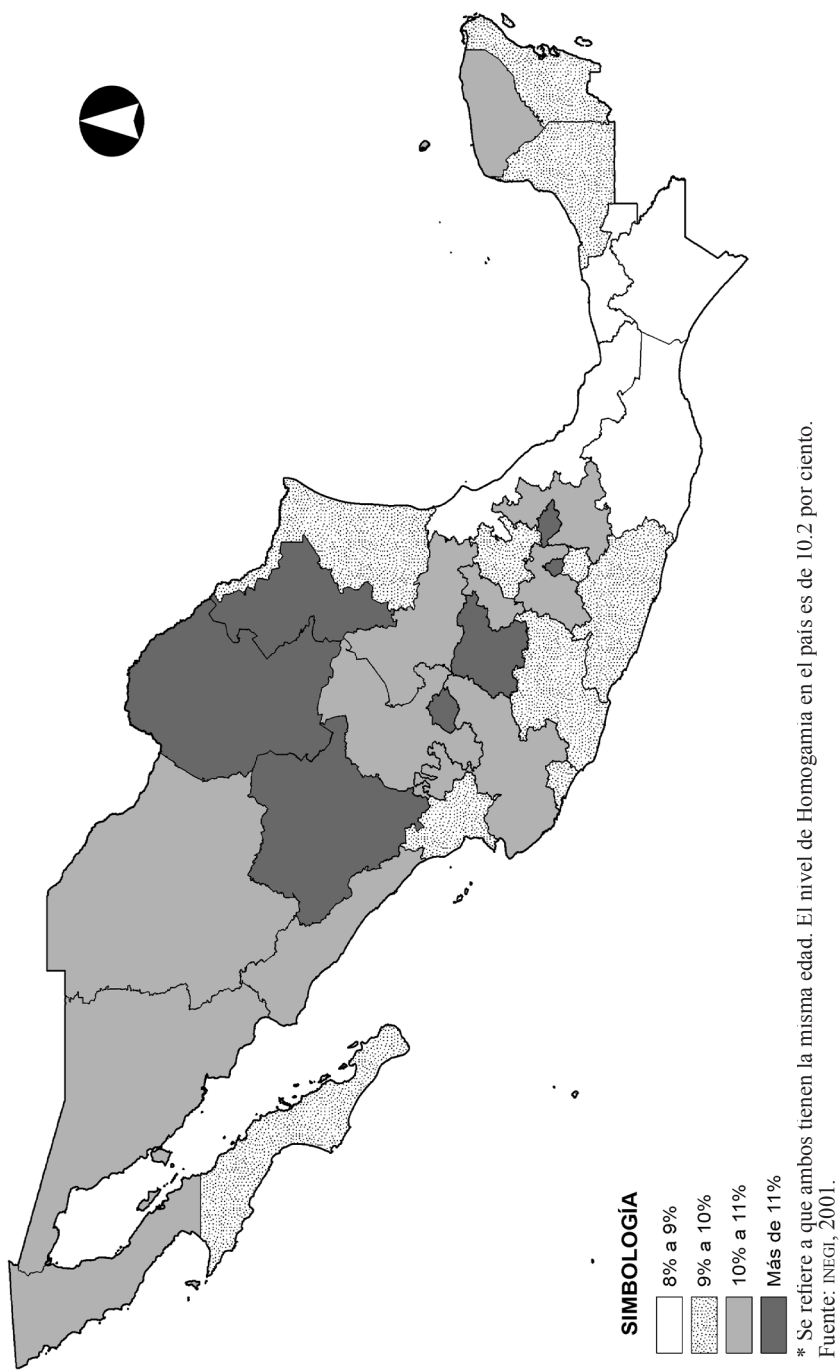 SIMBOLOGÍA
8% a 9%
9% a 10%
10% a 11%
Más de 11%
* Se refiere a que ambos tienen la misma edad. El nivel de Homogamia en el país es de 10.2 por ciento.
Fuente: INEGI, 2001.